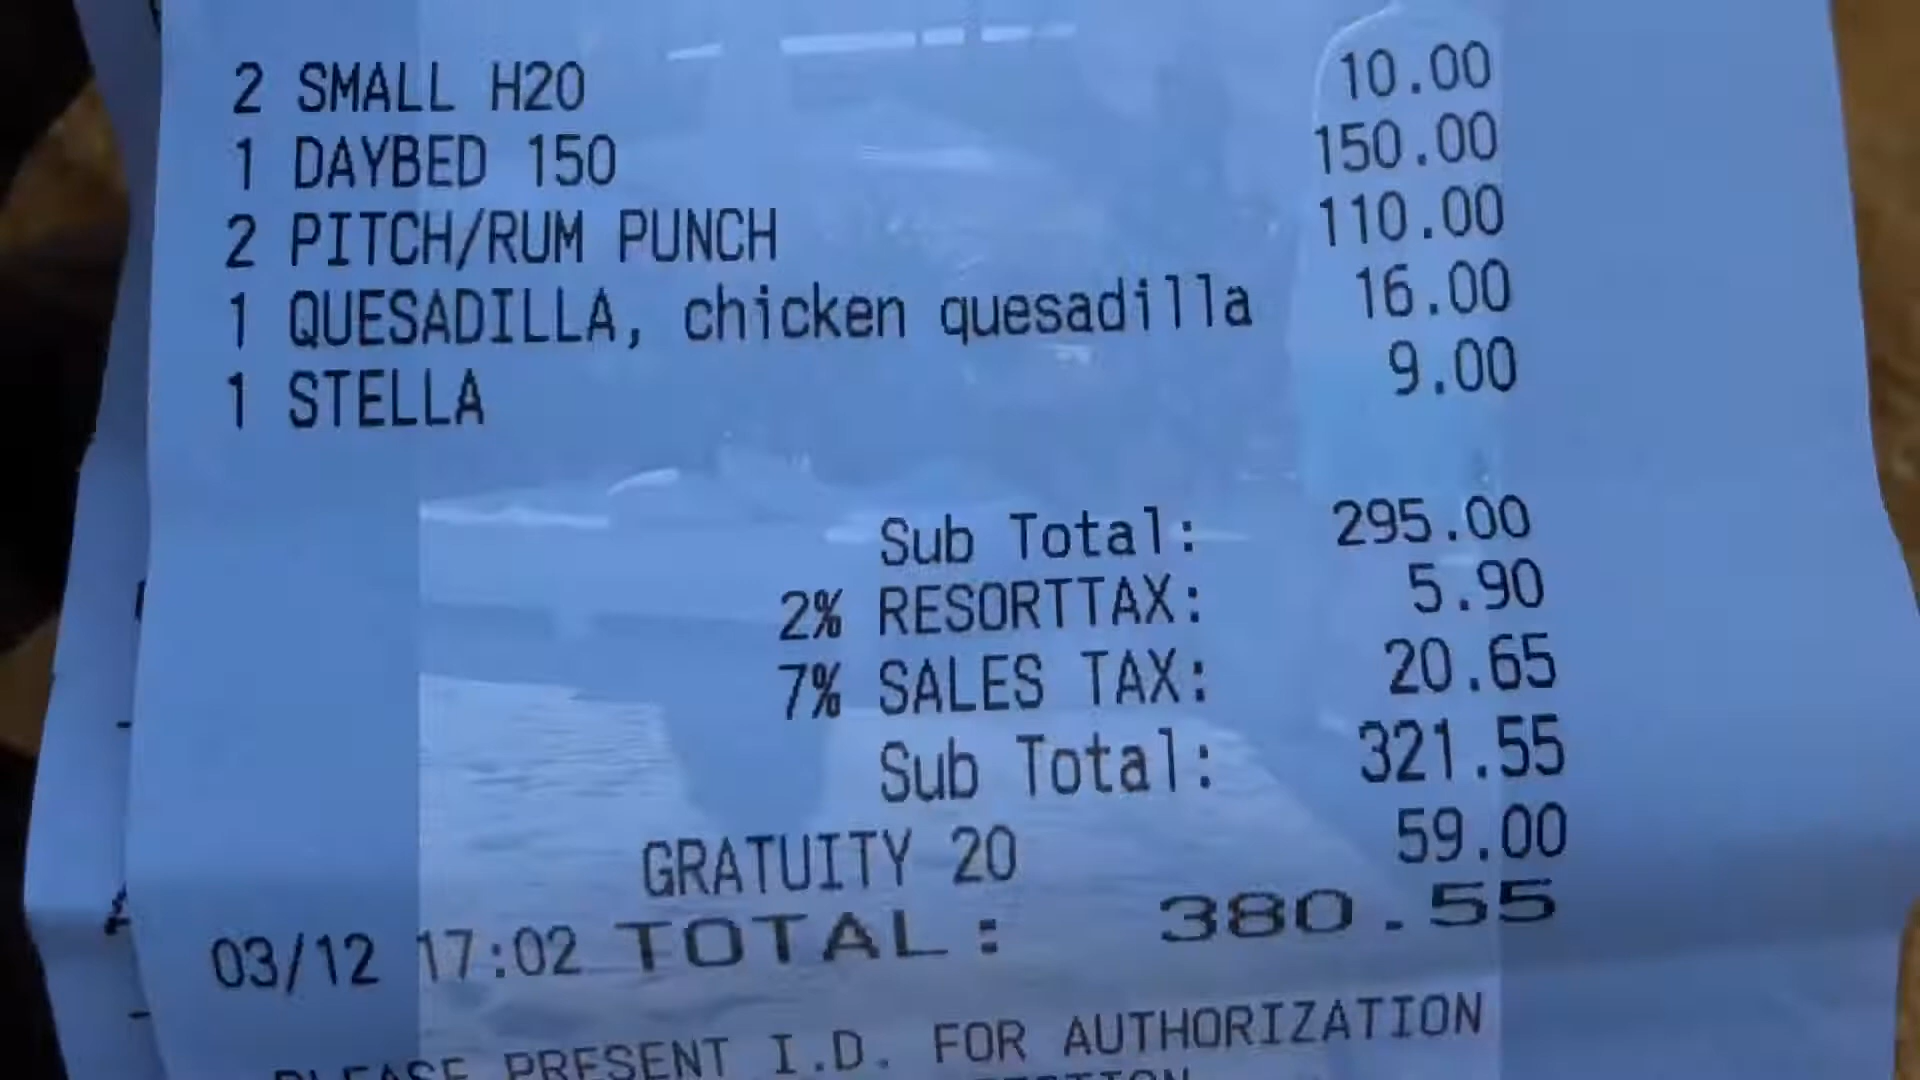 2 SMALL H2O 10.00
1 DAYBED 150 150.00
2 PITCH/RUM PUNCH 110.00
1 QUESADILLA, chicken quesadilla 16.00
1 STELLA 9.00
Sub Total: 295.00
2% RESORTTAX: 5.90
7% SALES TAX: 20.65
Sub Total: 321.55
GRATUITY 20 59.00
03/12 17:02 TOTAL: 380.55
PLEASE PRESENT I.D. FOR AUTHORIZATION